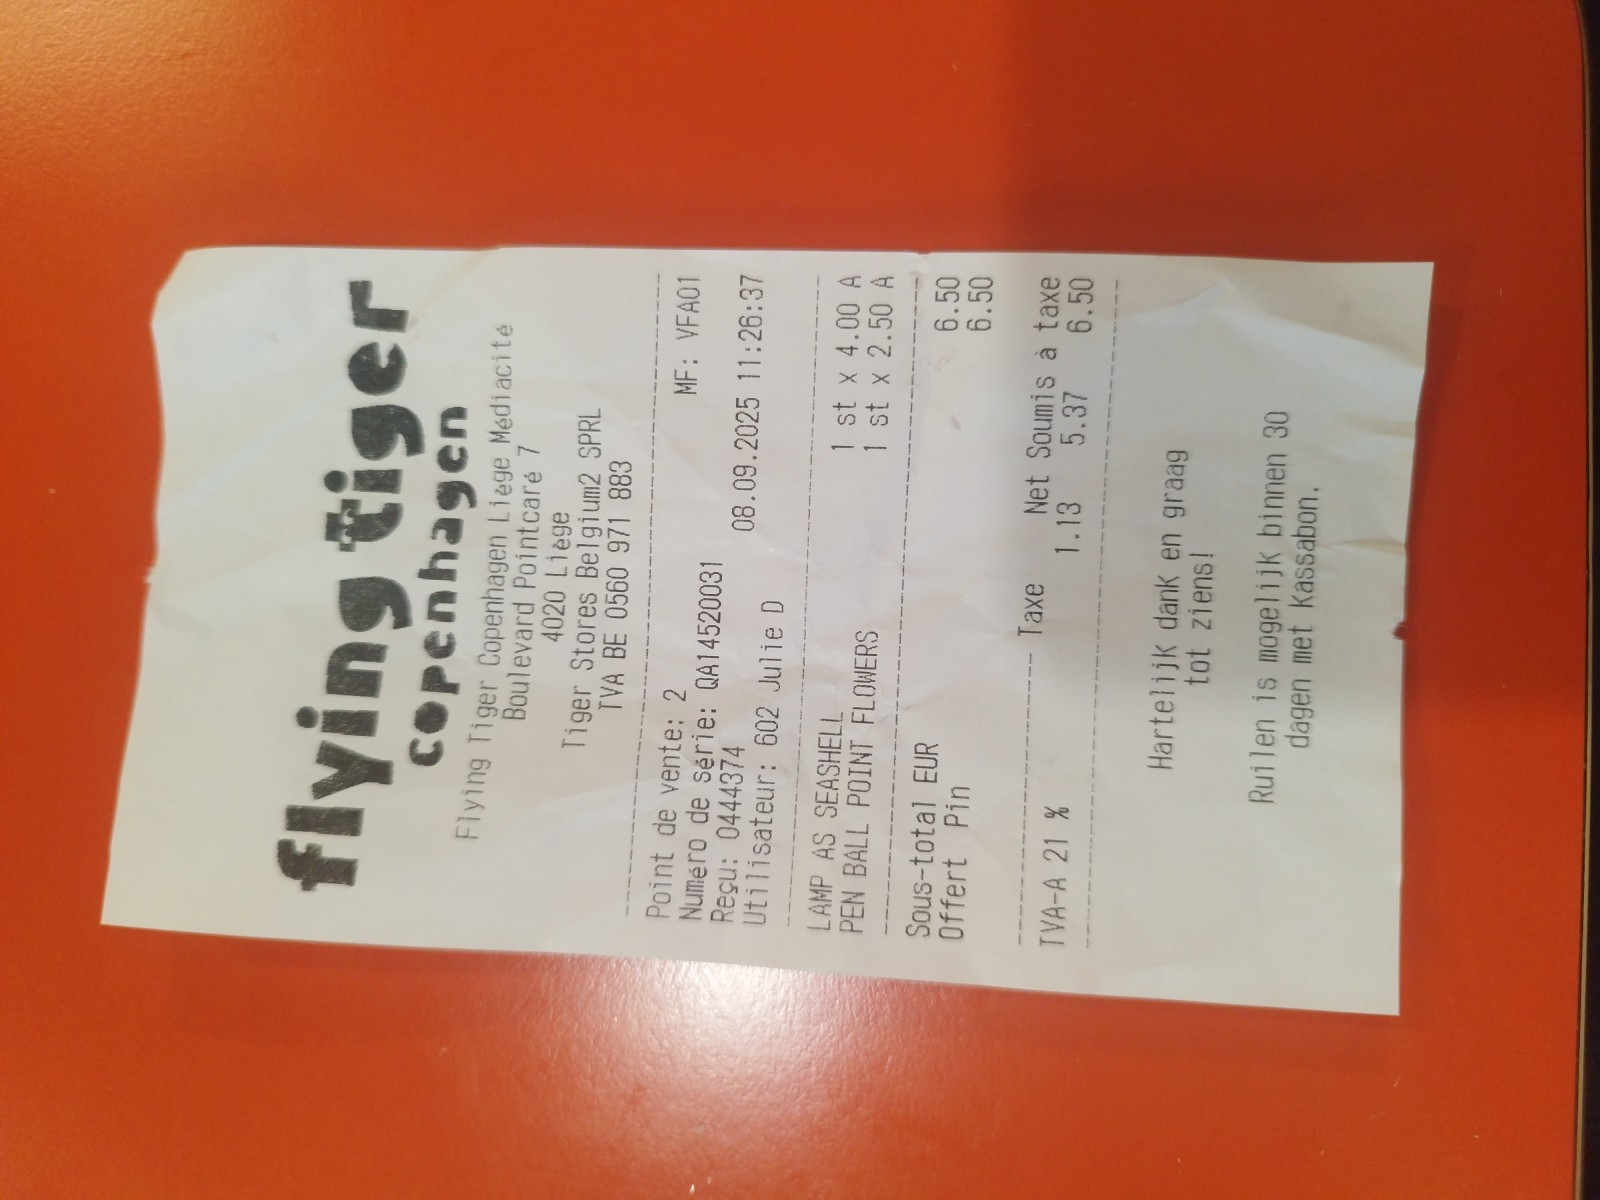 flying tiger
copenhagen
Flying Tiger Copenhagen Liège Médiacité
Boulevard Pointcaré 7
4020 Liège
Tiger Stores Belgium2 SPRL
TVA BE 0560 971 883
Point de vente: 2 MF: VFA01
Numéro de série: QA14520031
Reçu: 0444374 08.09.2025 11:26:37
Utilisateur: 602 Julie D
LAMP AS SEASHELL 1 st x 4.00 A
PEN BALL POINT FLOWERS 1 st x 2.50 A
Sous-total EUR 6.50
Offert Pin 6.50
Taxe Net Soumis à taxe
TVA-A 21 % 1.13 5.37 6.50
Hartelijk dank en graag
tot ziens!
Ruilen is mogelijk binnen 30
dagen met kassabon.